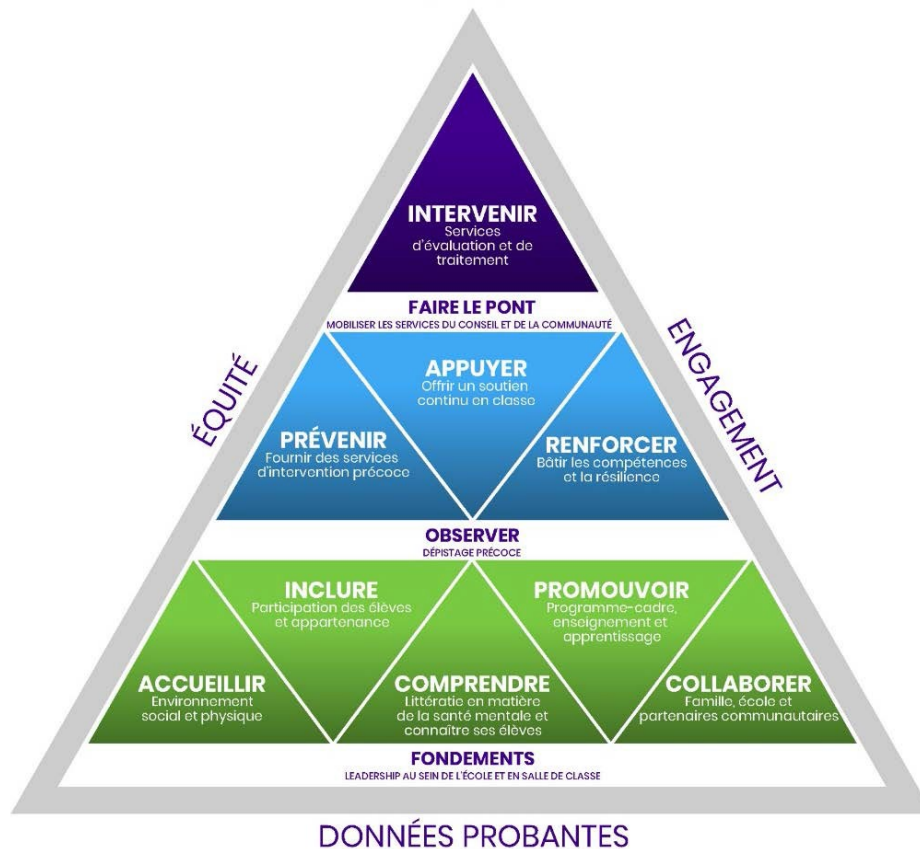 INTERVENIR
Services
d'évaluation et de
traitement
FAIRE LE PONT
MOBILISER LES SERVICES DU CONSEIL ET DE LA COMMUNAUTÉ
ÉQUITÉ
ENGAGEMENT
APPUYER
Offrir un soutien
continu en classe
PRÉVENIR
Fournir des services
d'intervention précoce
RENFORCER
Bâtir les compétences
et la résilience
OBSERVER
DÉPISTAGE PRÉCOCE
INCLURE
Participation des élèves
et appartenance
PROMOUVOIR
Programme-cadre,
enseignement et
apprentissage
ACCUEILLIR
Environnement
social et physique
COMPRENDRE
Littératie en matière
de la santé mentale et
connaître ses élèves
COLLABORER
Famille, école et
partenaires communautaires
FONDEMENTS
LEADERSHIP AU SEIN DE L'ÉCOLE ET EN SALLE DE CLASSE
DONNÉES PROBANTES